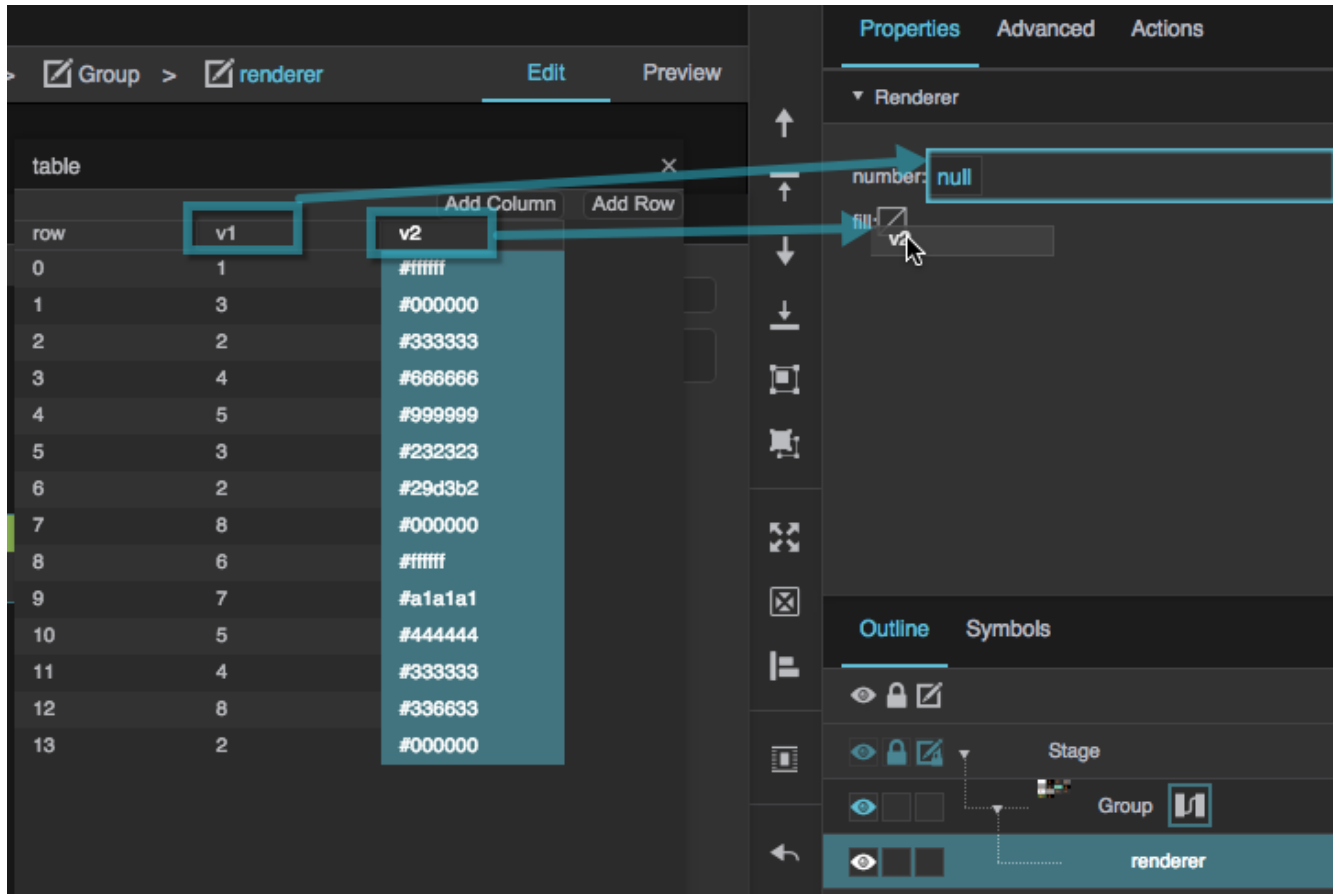 > Group > renderer Edit Preview
table ×
Add Column Add Row
row v1 v2
0 1 #ffffff
1 3 #000000
2 2 #333333
3 4 #666666
4 5 #999999
5 3 #232323
6 2 #29d3b2
7 8 #000000
8 6 #ffffff
9 7 #a1a1a1
10 5 #444444
11 4 #333333
12 8 #336633
13 2 #000000
Properties Advanced Actions
Renderer
number: null
fill:
v2
Outline Symbols
Stage
Group
renderer